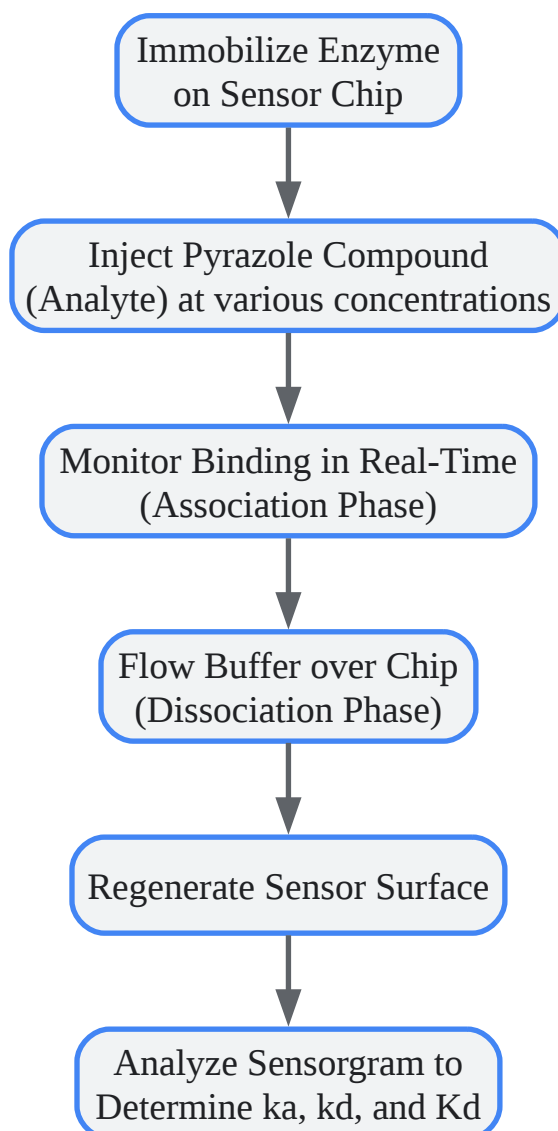 Immobilize Enzyme
on Sensor Chip
Inject Pyrazole Compound
(Analyte) at various concentrations
Monitor Binding in Real-Time
(Association Phase)
Flow Buffer over Chip
(Dissociation Phase)
Regenerate Sensor Surface
Analyze Sensorgram to
Determine ka, kd, and Kd